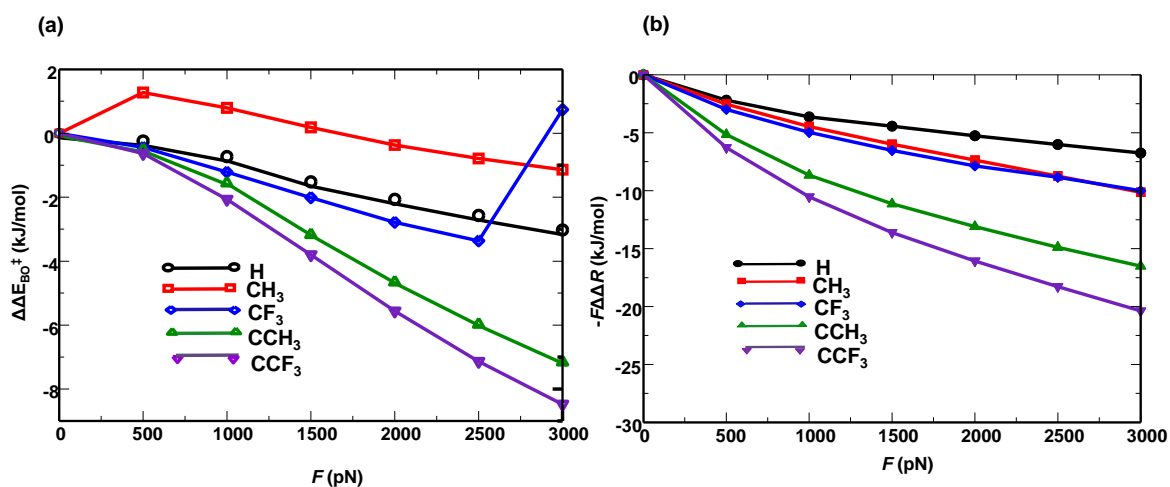 (a)
ΔΔE_BO‡ (kJ/mol)
2
0
-2
-4
-6
-8
H
CH₃
CF₃
CCH₃
CCF₃
0 500 1000 1500 2000 2500 3000
F (pN)
(b)
-FΔΔR (kJ/mol)
0
-5
-10
-15
-20
-25
-30
H
CH₃
CF₃
CCH₃
CCF₃
0 500 1000 1500 2000 2500 3000
F (pN)